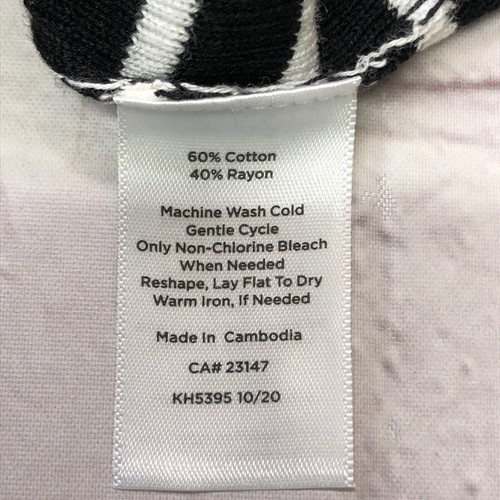 60% Cotton
40% Rayon
Machine Wash Cold
Gentle Cycle
Only Non-Chlorine Bleach
When Needed
Reshape, Lay Flat To Dry
Warm Iron, If Needed
Made In Cambodia
CA# 23147
KH5395 10/20